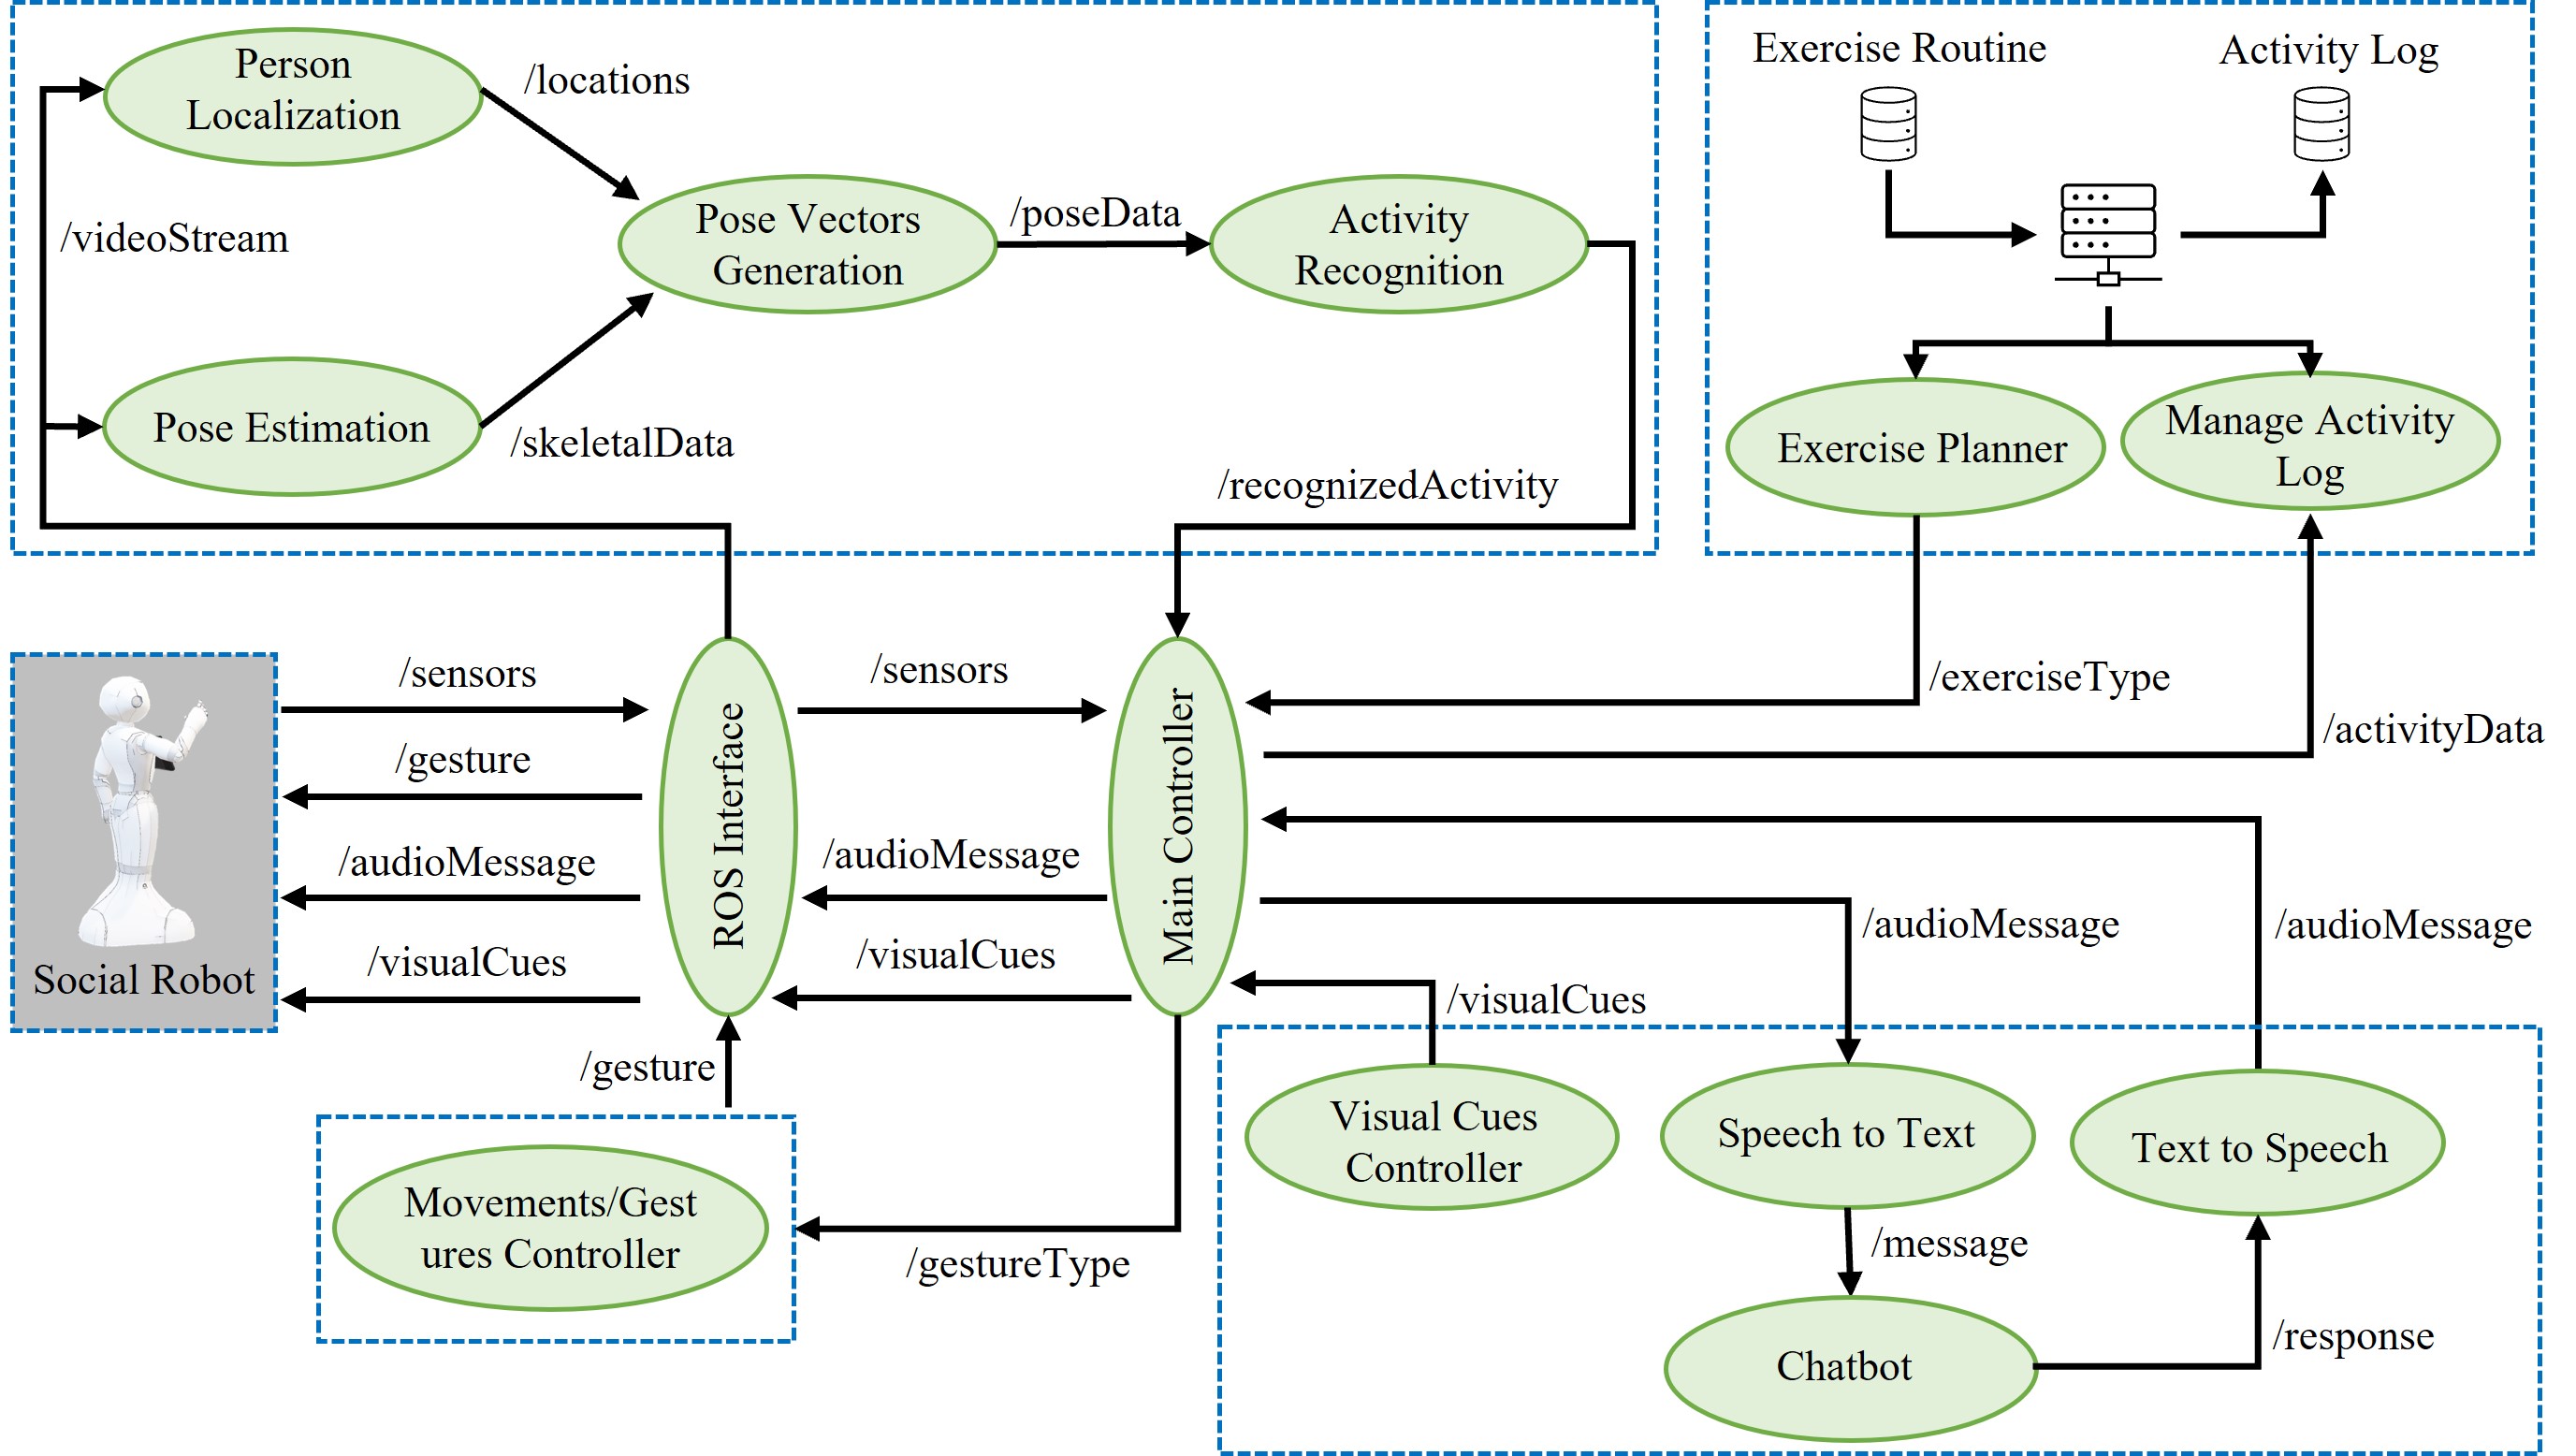 Person
Localization
/locations
/videoStream
Pose Vectors
Generation
/poseData
Activity
Recognition
Pose Estimation
/skeletalData
/recognizedActivity
Exercise Routine
Activity Log
Exercise Planner
Manage Activity
Log
/sensors
/gesture
/audioMessage
/visualCues
Social Robot
ROS Interface
/sensors
/audioMessage
/visualCues
Main Controller
/exerciseType
/activityData
/audioMessage
/audioMessage
/visualCues
/gesture
Movements/Gest
ures Controller
/gestureType
Visual Cues
Controller
Speech to Text
Text to Speech
/message
Chatbot
/response